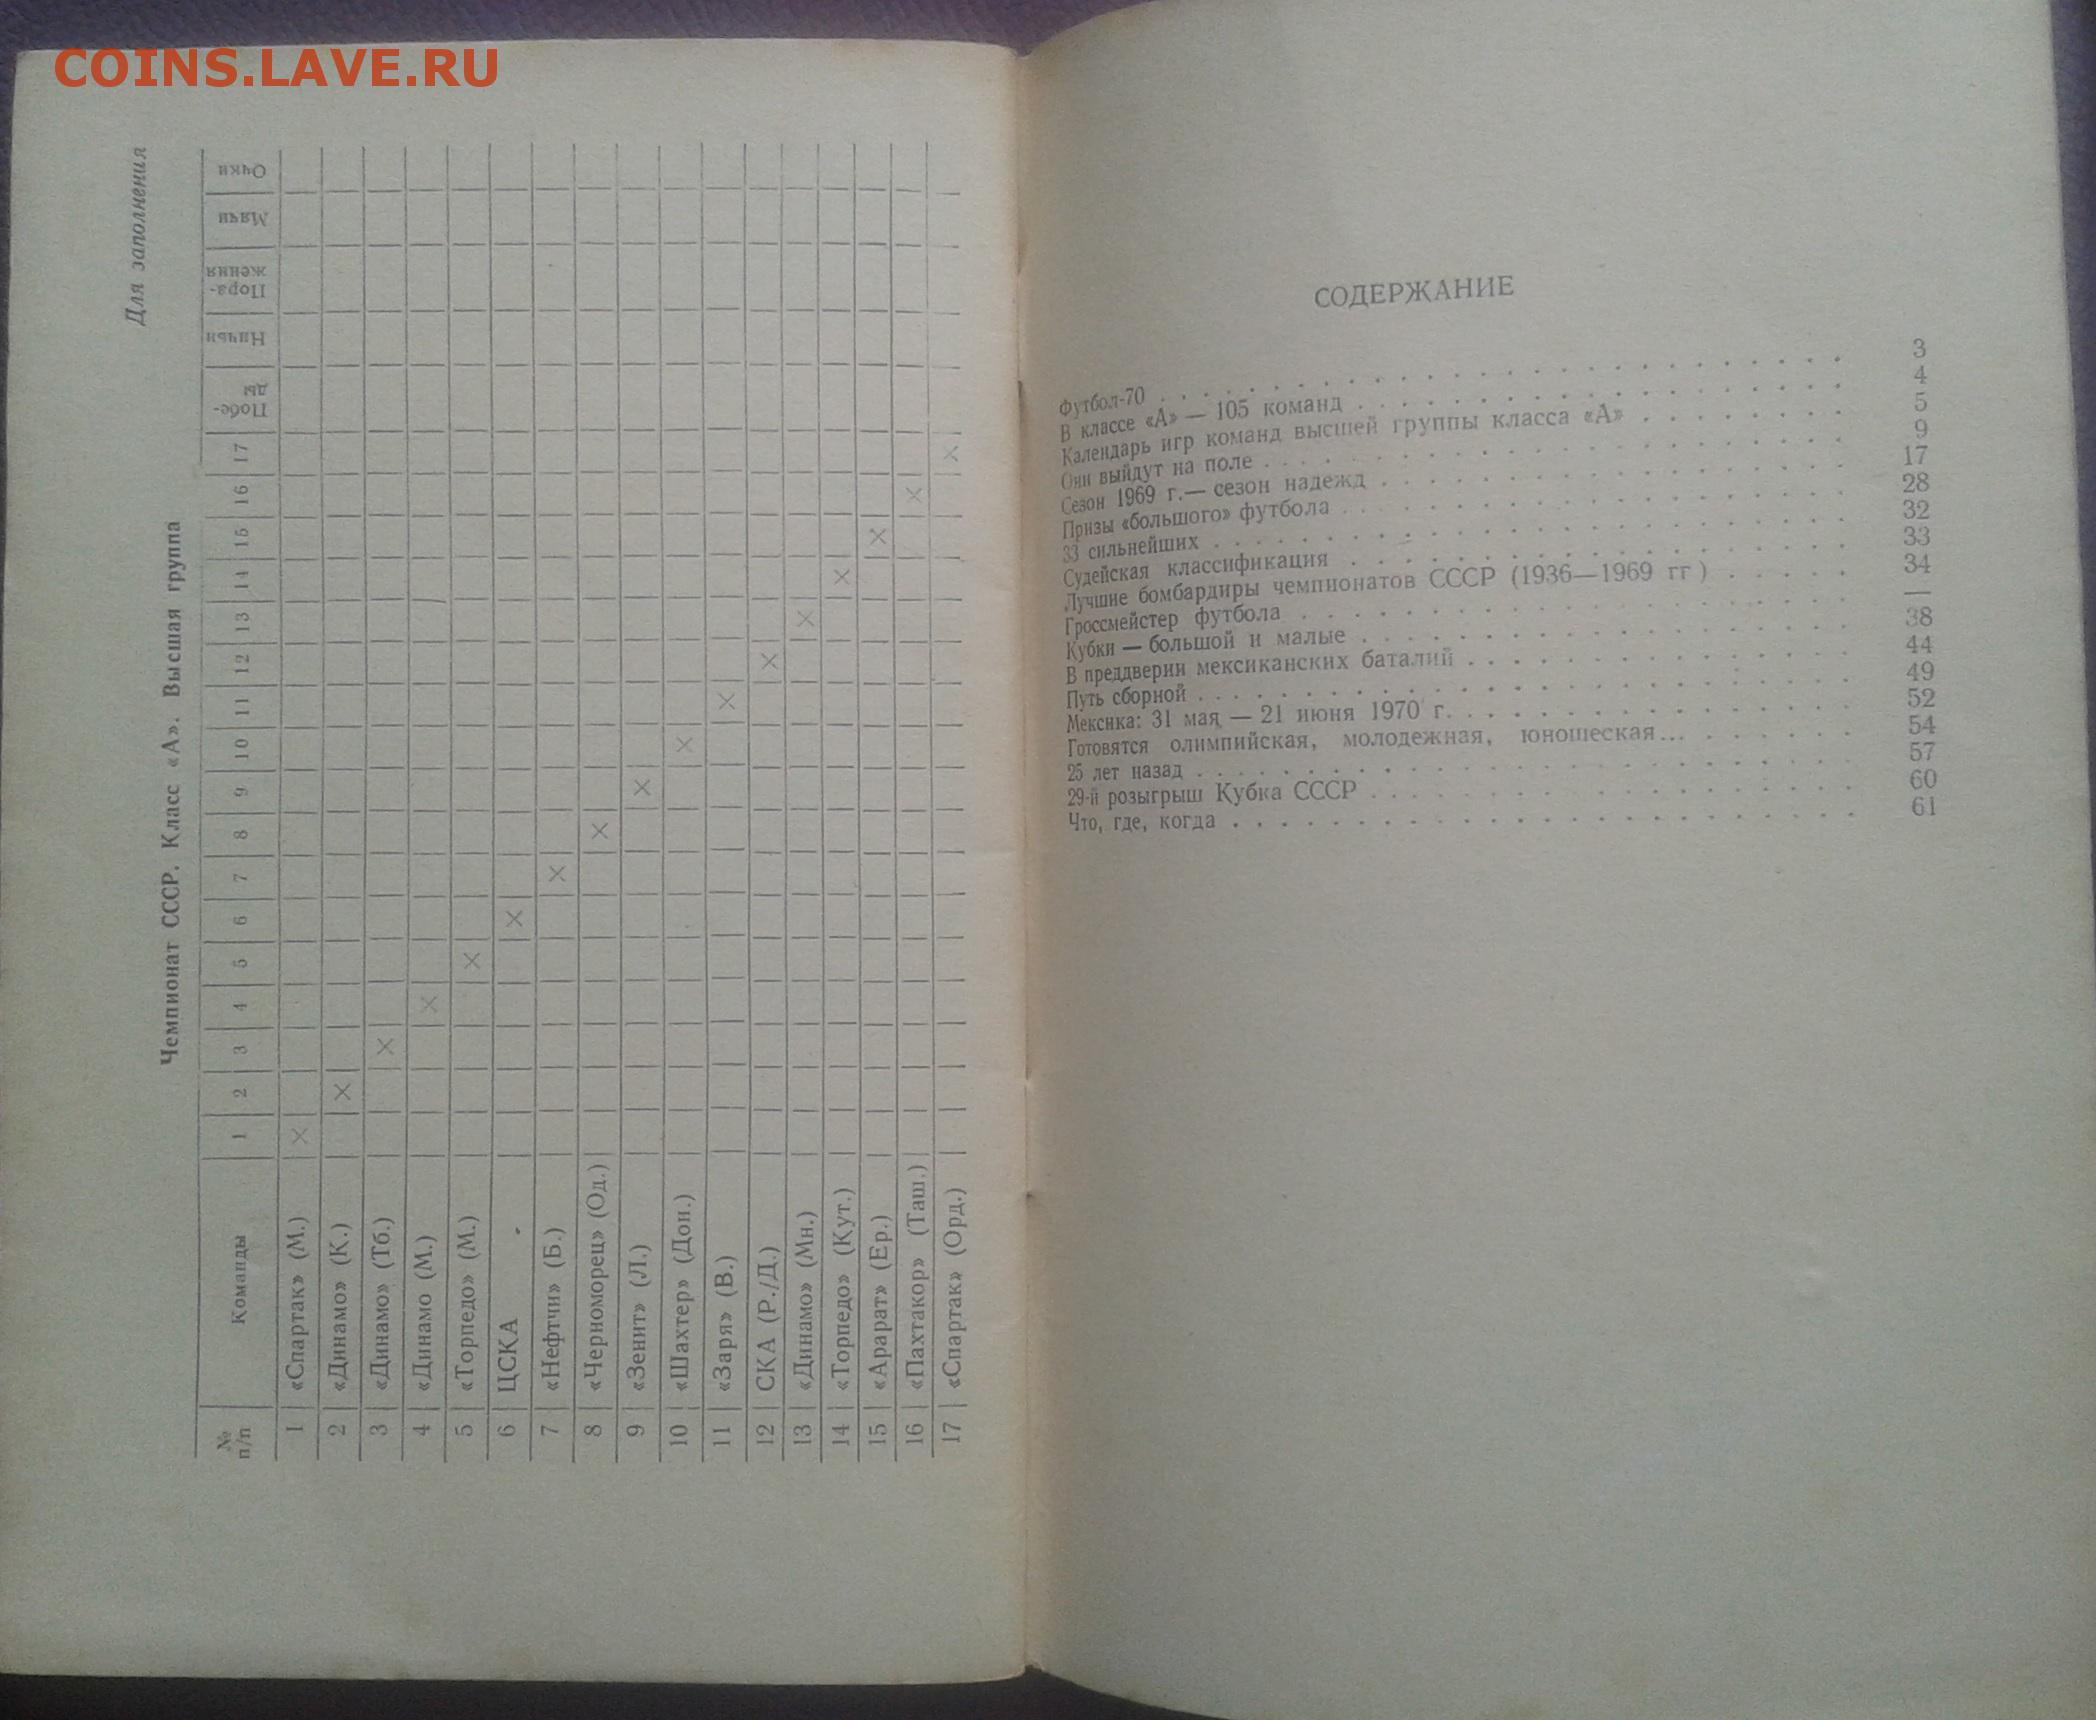 COINS.LAVE.RU
Для заполнения
Чемпионат СССР. Класс «А». Высшая группа
№ п/п Команды 1 2 3 4 5 6 7 8 9 10 11 12 13 14 15 16 17 Побе-ды Ничьи Пора-жения Мячи Очки
1 «Спартак» (М.)
2 «Динамо» (К.)
3 «Динамо» (Тб.)
4 «Динамо (М.)
5 «Торпедо» (М.)
6 ЦСКА
7 «Нефтчи» (Б.)
8 «Черноморец» (Од.)
9 «Зенит» (Л.)
10 «Шахтер» (Дон.)
11 «Заря» (В.)
12 СКА (Р./Д.)
13 «Динамо» (Мн.)
14 «Торпедо» (Кут.)
15 «Арарат» (Ер.)
16 «Пахтакор» (Таш.)
17 «Спартак» (Орд.)
СОДЕРЖАНИЕ
Футбол-70 . . . 3
В классе «А» — 105 команд . . . 4
Календарь игр команд высшей группы класса «А» . . . 5
Они выйдут на поле . . . 9
Сезон 1969 г.— сезон надежд . . . 17
Призы «большого» футбола . . . 28
33 сильнейших . . . 32
Судейская классификация . . . 33
Лучшие бомбардиры чемпионатов СССР (1936—1969 гг ) . . . 34
Гроссмейстер футбола . . . —
Кубки — большой и малые . . . 38
В преддверии мексиканских баталий . . . 44
Путь сборной . . . 49
Мексика: 31 мая — 21 июня 1970 г. . . . 52
Готовятся олимпийская, молодежная, юношеская... . . . 54
25 лет назад . . . 57
29-й розыгрыш Кубка СССР . . . 60
Что, где, когда . . . 61